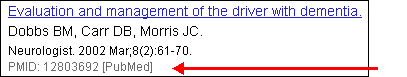 Evaluation and management of the driver with dementia.
Dobbs BM, Carr DB, Morris JC.
Neurologist. 2002 Mar;8(2):61-70.
PMID: 12803692 [PubMed]